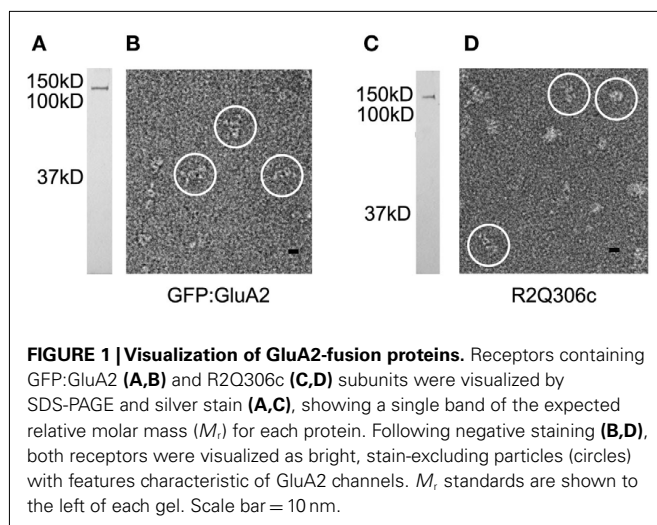 A
B
C
D
150kD
100kD
37kD
150kD
100kD
37kD
GFP:GluA2
R2Q306c
FIGURE 1 | Visualization of GluA2-fusion proteins. Receptors containing
GFP:GluA2 (A,B) and R2Q306c (C,D) subunits were visualized by
SDS-PAGE and silver stain (A,C), showing a single band of the expected
relative molar mass (Mr) for each protein. Following negative staining (B,D),
both receptors were visualized as bright, stain-excluding particles (circles)
with features characteristic of GluA2 channels. Mr standards are shown to
the left of each gel. Scale bar = 10 nm.